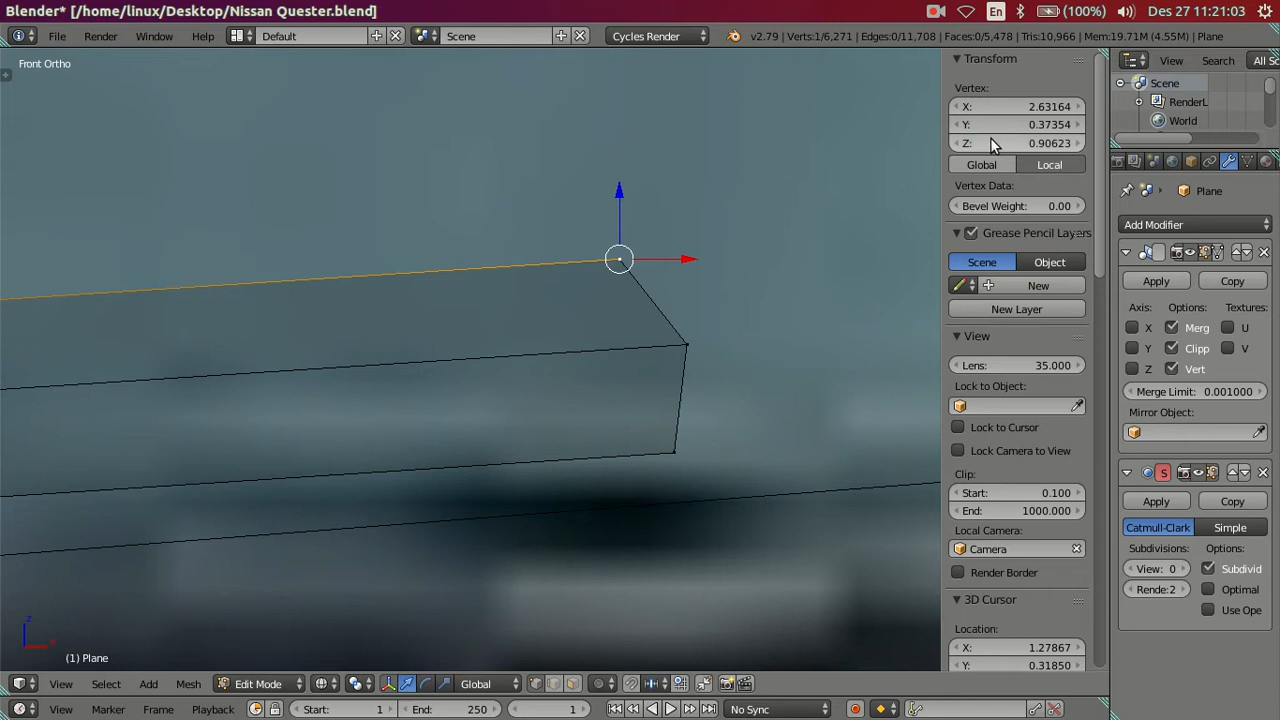 Blender* [/home/linux/Desktop/Nissan Quester.blend]
En
(100%)
Des 27 11:21:03
File
Render
Window
Help
Default
Scene
Cycles Render
v2.79 | Verts:1/6,271 | Edges:0/11,708 | Faces:0/5,478 | Tris:10,966 | Mem:19.71M (4.55M) | Plane
Front Ortho
Transform
Vertex:
X: 2.63164
Y: 0.37354
Z: 0.90623
Global
Local
Vertex Data:
Bevel Weight: 0.00
Grease Pencil Layers
Scene
Object
New
New Layer
View
Lens: 35.000
Lock to Object:
Lock to Cursor
Lock Camera to View
Clip:
Start: 0.100
End: 1000.000
Local Camera:
Camera
Render Border
3D Cursor
Location:
X: 1.27867
Y: 0.31850
View
Search
All Sc
Scene
RenderL
World
Plane
Add Modifier
Apply
Copy
Axis:
Options:
Textures:
X
Merg
U
Y
Clipp
V
Z
Vert
Merge Limit: 0.001000
Mirror Object:
S
Apply
Copy
Catmull-Clark
Simple
Subdivisions:
Options:
View: 0
Subdivid
Rende:2
Optimal
Use Ope
z
x
(1) Plane
View
Select
Add
Mesh
Edit Mode
Global
View
Marker
Frame
Playback
Start: 1
End: 250
1
No Sync